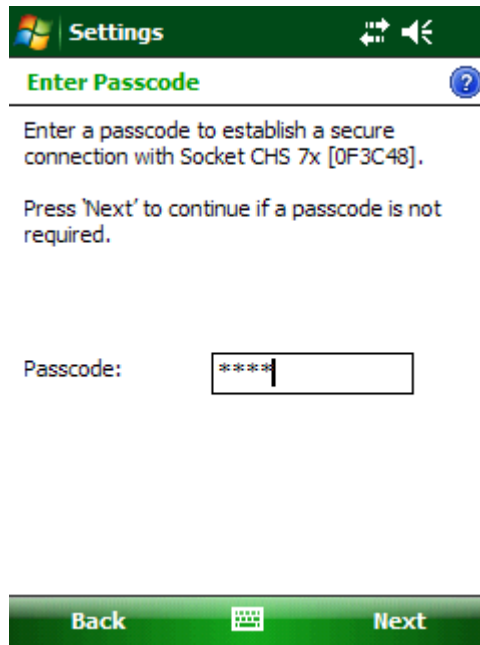 Settings
Enter Passcode
?
Enter a passcode to establish a secure
connection with Socket CHS 7x [0F3C48].
Press 'Next' to continue if a passcode is not
required.
Passcode: ****
Back Next